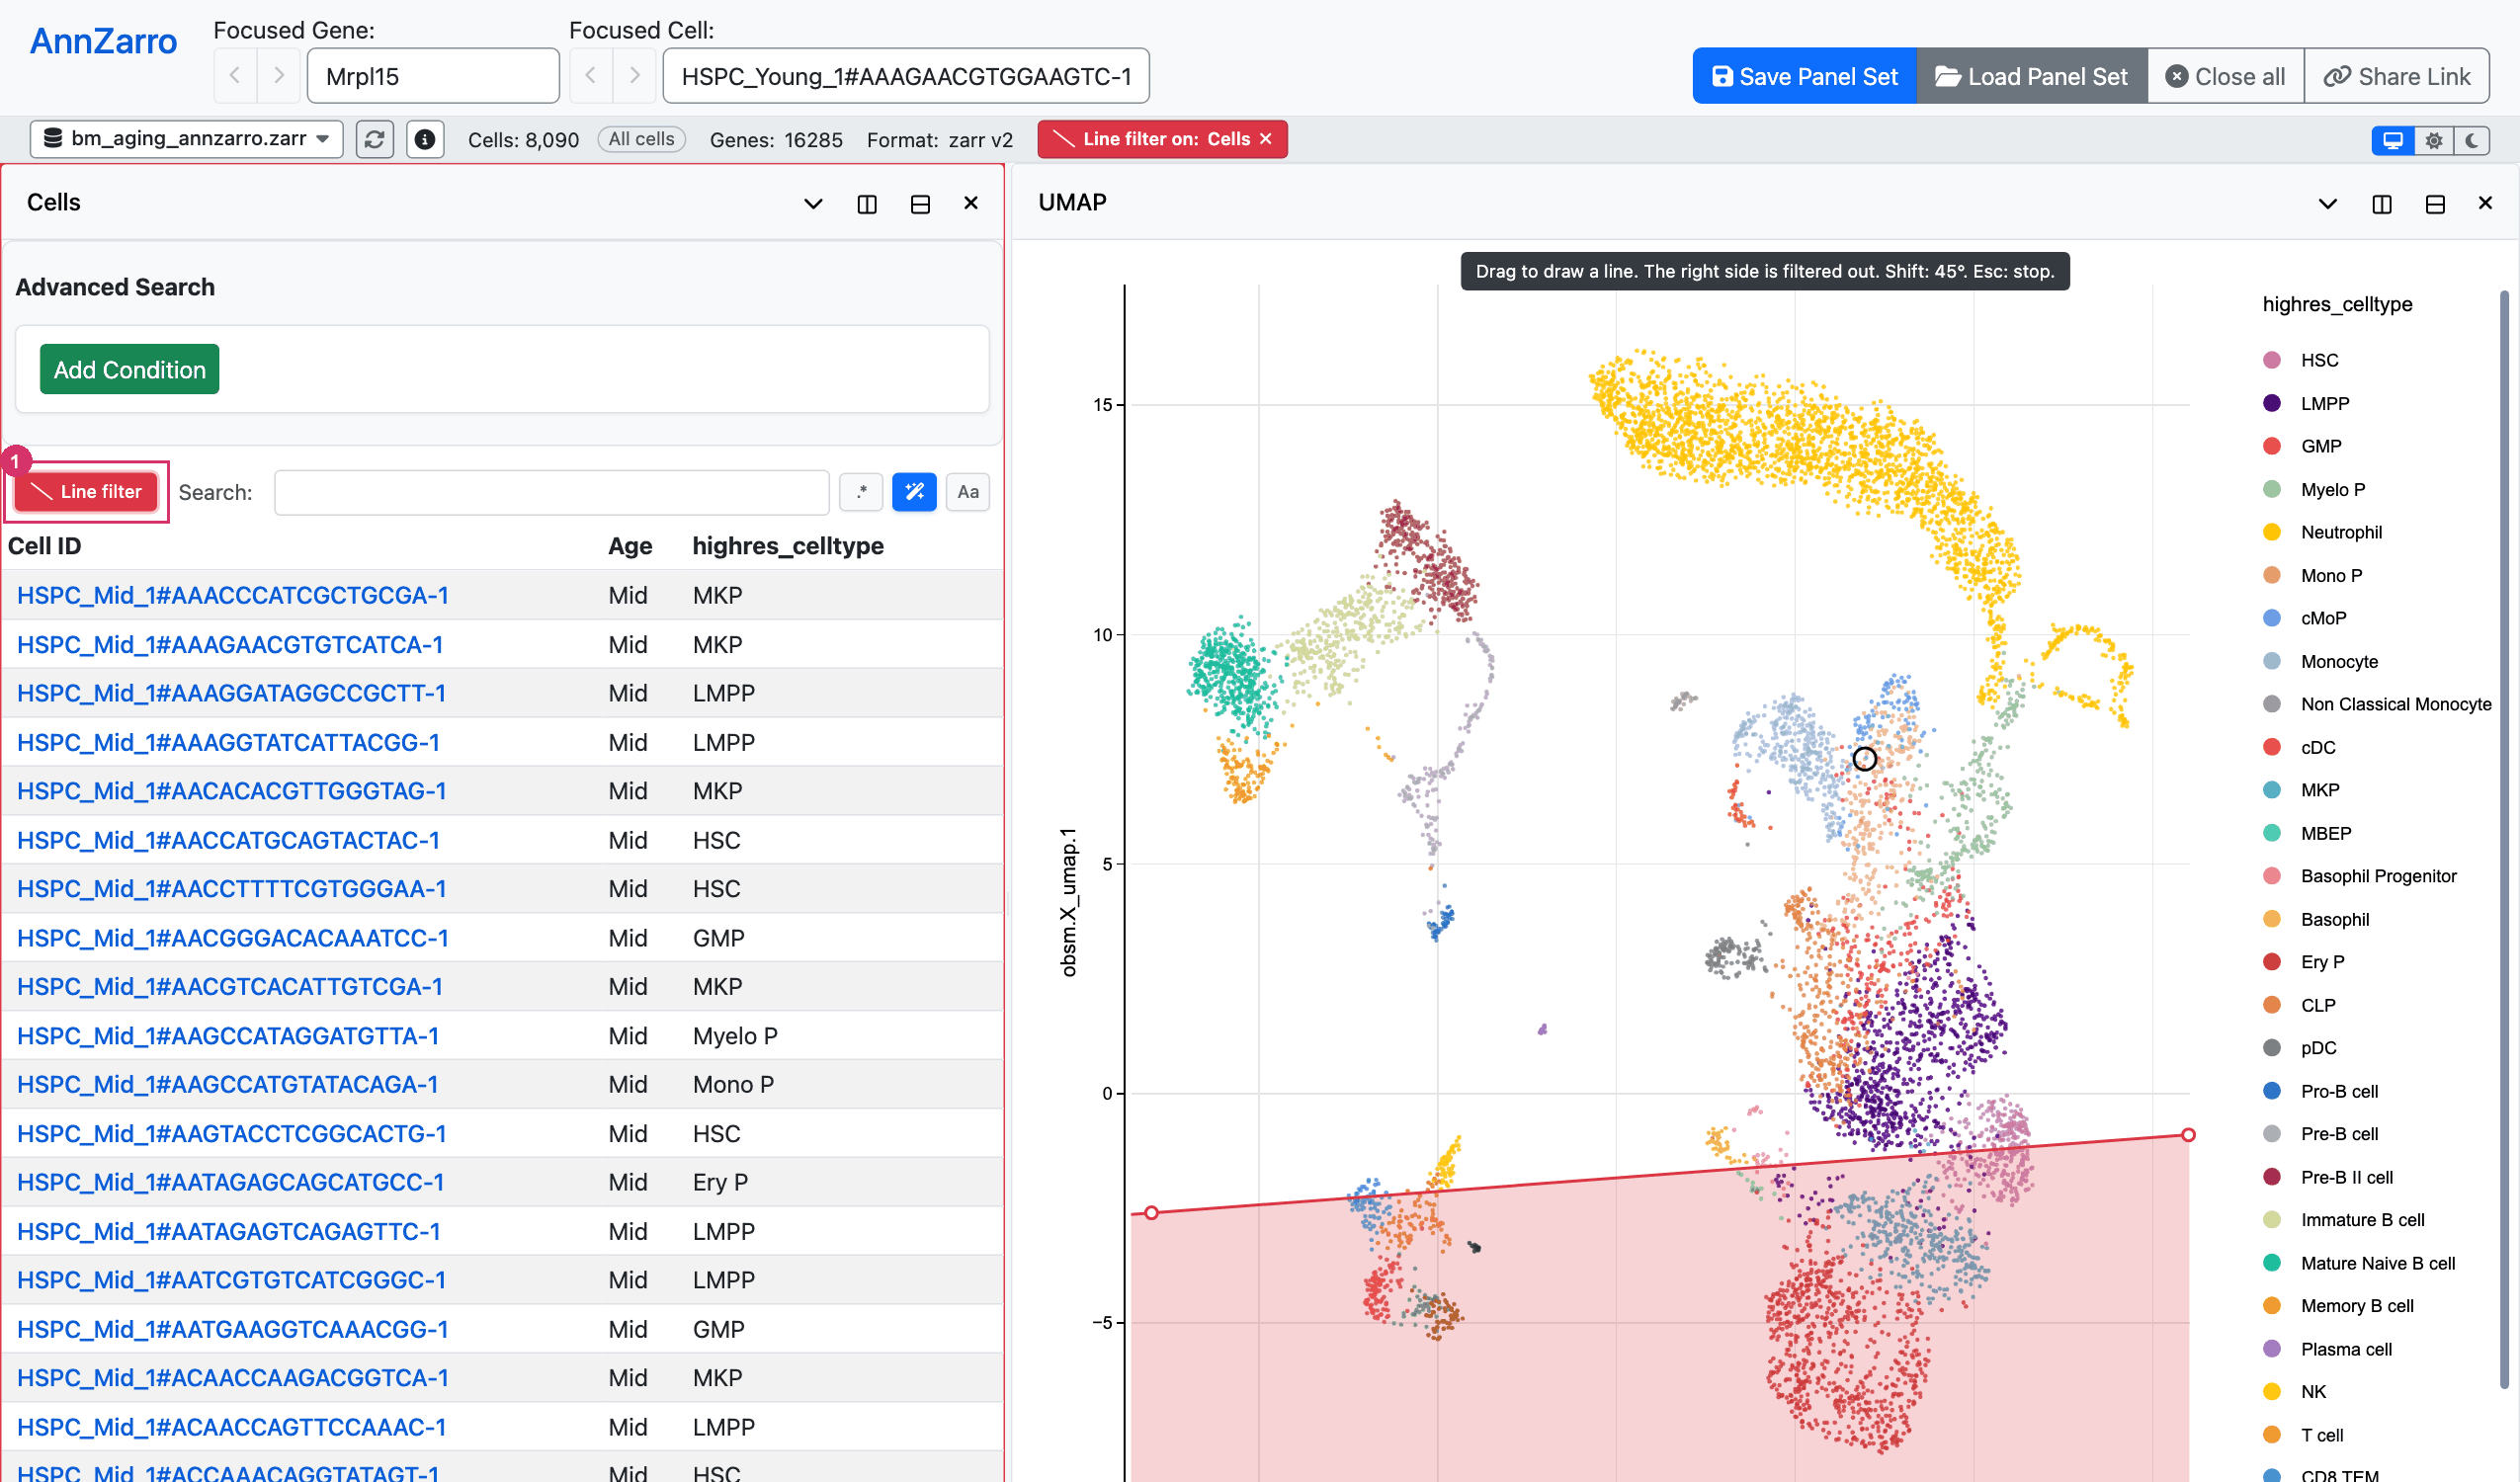 AnnZarro
Focused Gene:
Mrpl15
Focused Cell:
HSPC_Young_1#AAAGAACGTGGAAGTC-1
Save Panel Set
Load Panel Set
Close all
Share Link
bm_aging_annzarro.zarr
Cells: 8,090
All cells
Genes: 16285
Format: zarr v2
Line filter on: Cells
Cells
Advanced Search
Add Condition
1
Line filter
Search:
.*
Aa
Cell ID Age highres_celltype
HSPC_Mid_1#AAACCCATCGCTGCGA-1 Mid MKP
HSPC_Mid_1#AAAGAACGTGTCATCA-1 Mid MKP
HSPC_Mid_1#AAAGGATAGGCCGCTT-1 Mid LMPP
HSPC_Mid_1#AAAGGTATCATTACGG-1 Mid LMPP
HSPC_Mid_1#AACACACGTTGGGTAG-1 Mid MKP
HSPC_Mid_1#AACCATGCAGTACTAC-1 Mid HSC
HSPC_Mid_1#AACCTTTTCGTGGGAA-1 Mid HSC
HSPC_Mid_1#AACGGGACACAAATCC-1 Mid GMP
HSPC_Mid_1#AACGTCACATTGTCGA-1 Mid MKP
HSPC_Mid_1#AAGCCATAGGATGTTA-1 Mid Myelo P
HSPC_Mid_1#AAGCCATGTATACAGA-1 Mid Mono P
HSPC_Mid_1#AAGTACCTCGGCACTG-1 Mid HSC
HSPC_Mid_1#AATAGAGCAGCATGCC-1 Mid Ery P
HSPC_Mid_1#AATAGAGTCAGAGTTC-1 Mid LMPP
HSPC_Mid_1#AATCGTGTCATCGGGC-1 Mid LMPP
HSPC_Mid_1#AATGAAGGTCAAACGG-1 Mid GMP
HSPC_Mid_1#ACAACCAAGACGGTCA-1 Mid MKP
HSPC_Mid_1#ACAACCAGTTCCAAAC-1 Mid LMPP
HSPC_Mid_1#ACCAAACAGGTATAGT-1 Mid HSC
UMAP
Drag to draw a line. The right side is filtered out. Shift: 45°. Esc: stop.
15
10
5
0
−5
obsm.X_umap.1
highres_celltype
HSC
LMPP
GMP
Myelo P
Neutrophil
Mono P
cMoP
Monocyte
Non Classical Monocyte
cDC
MKP
MBEP
Basophil Progenitor
Basophil
Ery P
CLP
pDC
Pro-B cell
Pre-B cell
Pre-B II cell
Immature B cell
Mature Naive B cell
Memory B cell
Plasma cell
NK
T cell
CD8 TEM